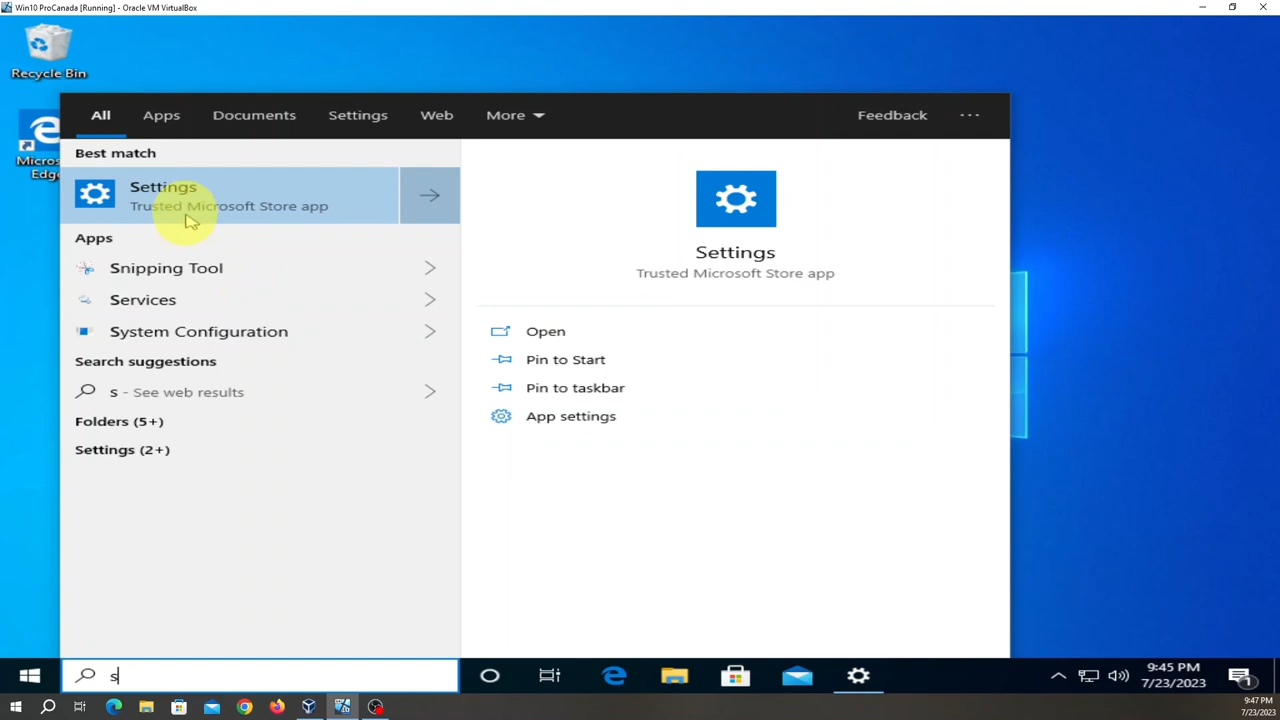 Win10 ProCanada [Running] - Oracle VM VirtualBox
Recycle Bin
Micros
Edge
All Apps Documents Settings Web More Feedback ...
Best match
Settings
Trusted Microsoft Store app
Apps
Snipping Tool
Services
System Configuration
Search suggestions
s - See web results
Folders (5+)
Settings (2+)
Settings
Trusted Microsoft Store app
Open
Pin to Start
Pin to taskbar
App settings
s
9:45 PM
7/23/2023
1
9:47 PM
7/23/2023